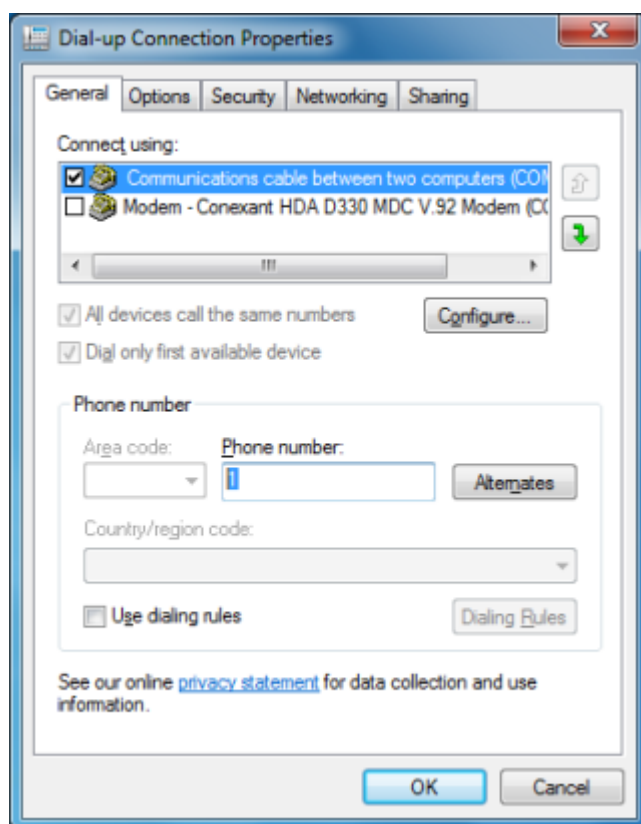 Dial-up Connection Properties
General Options Security Networking Sharing
Connect using:
Communications cable between two computers (COM
Modem - Conexant HDA D330 MDC V.92 Modem (CO
All devices call the same numbers Configure...
Dial only first available device
Phone number
Area code: Phone number:
1 Alternates
Country/region code:
Use dialing rules Dialing Rules
See our online privacy statement for data collection and use
information.
OK Cancel